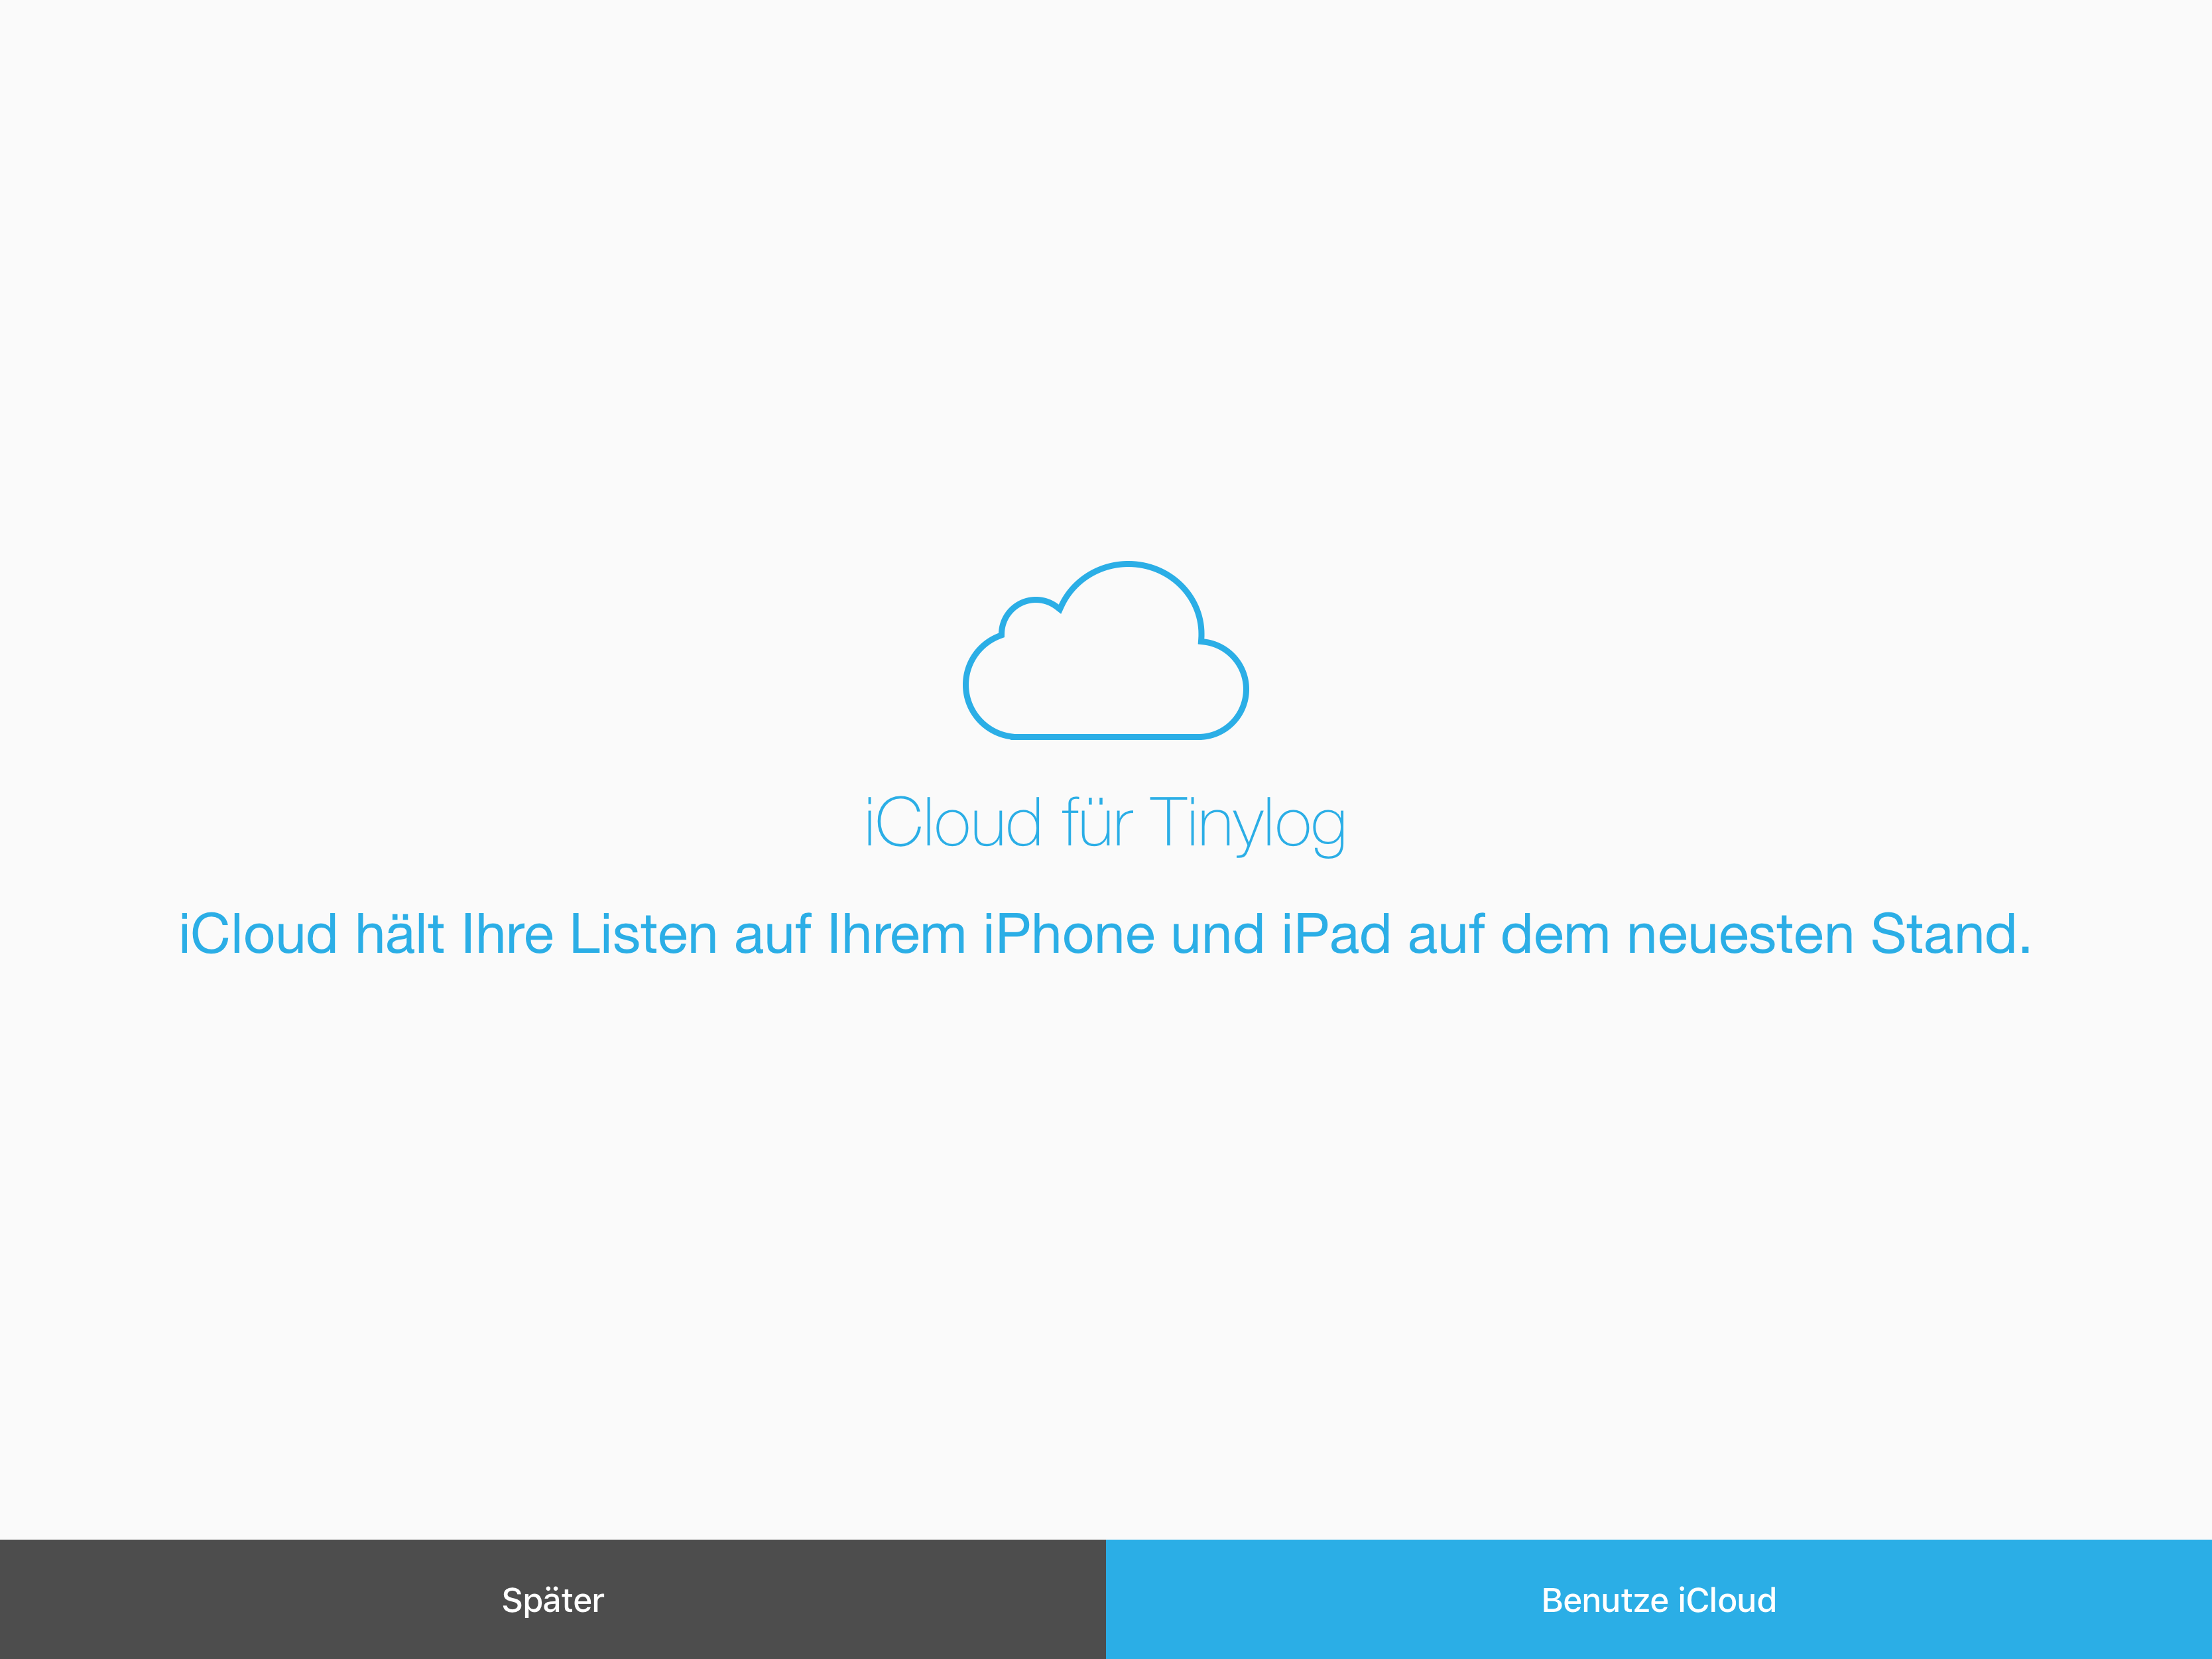 iCloud für Tinylog
iCloud hält Ihre Listen auf Ihrem iPhone und iPad auf dem neuesten Stand.
Später
Benutze iCloud